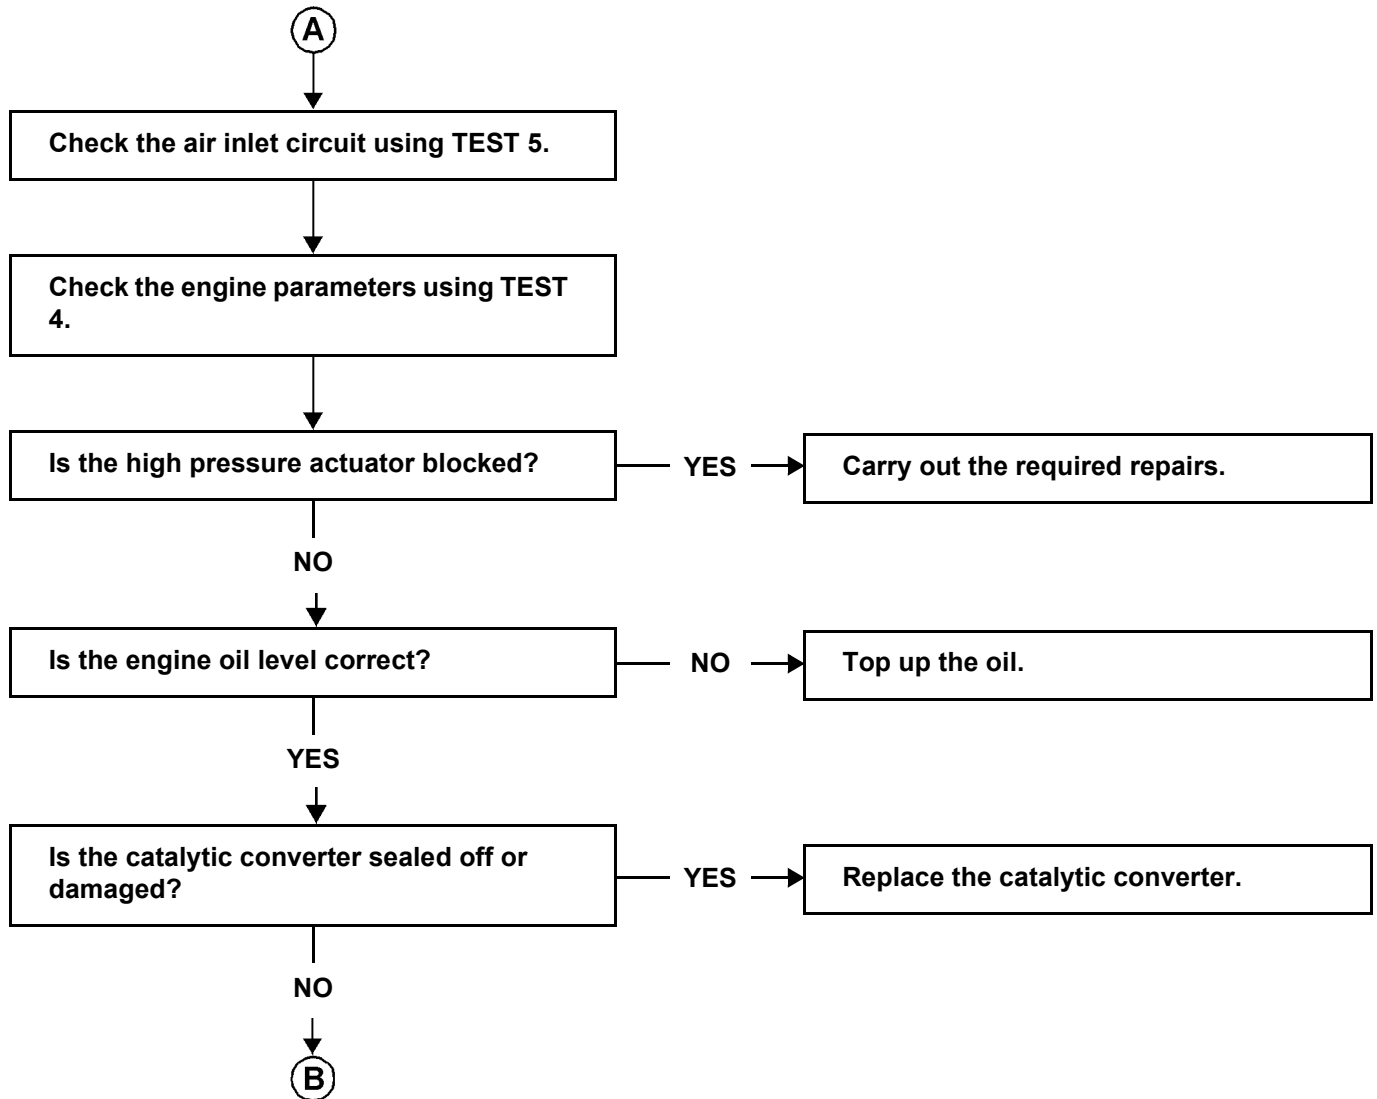 A
Check the air inlet circuit using TEST 5.
Check the engine parameters using TEST
4.
Is the high pressure actuator blocked?
YES
Carry out the required repairs.
NO
Is the engine oil level correct?
NO
Top up the oil.
YES
Is the catalytic converter sealed off or
damaged?
YES
Replace the catalytic converter.
NO
B